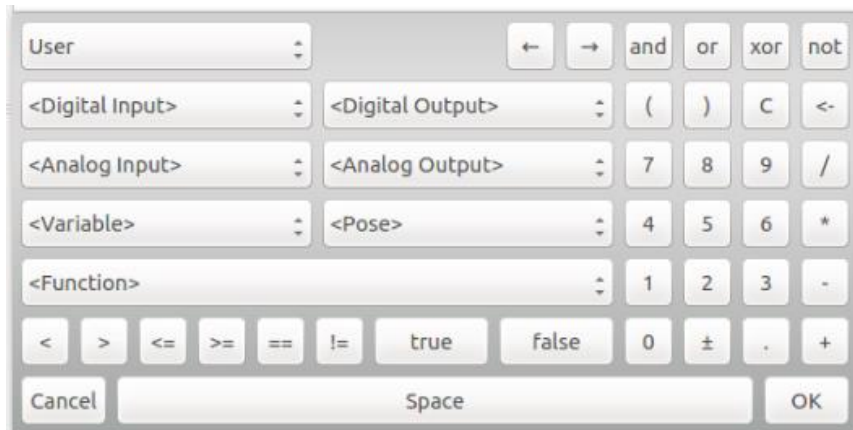 User ← → and or xor not
<Digital Input> <Digital Output> ( ) C <-
<Analog Input> <Analog Output> 7 8 9 /
<Variable> <Pose> 4 5 6 *
<Function> 1 2 3 -
< > <= >= == != true false 0 ± . +
Cancel Space OK